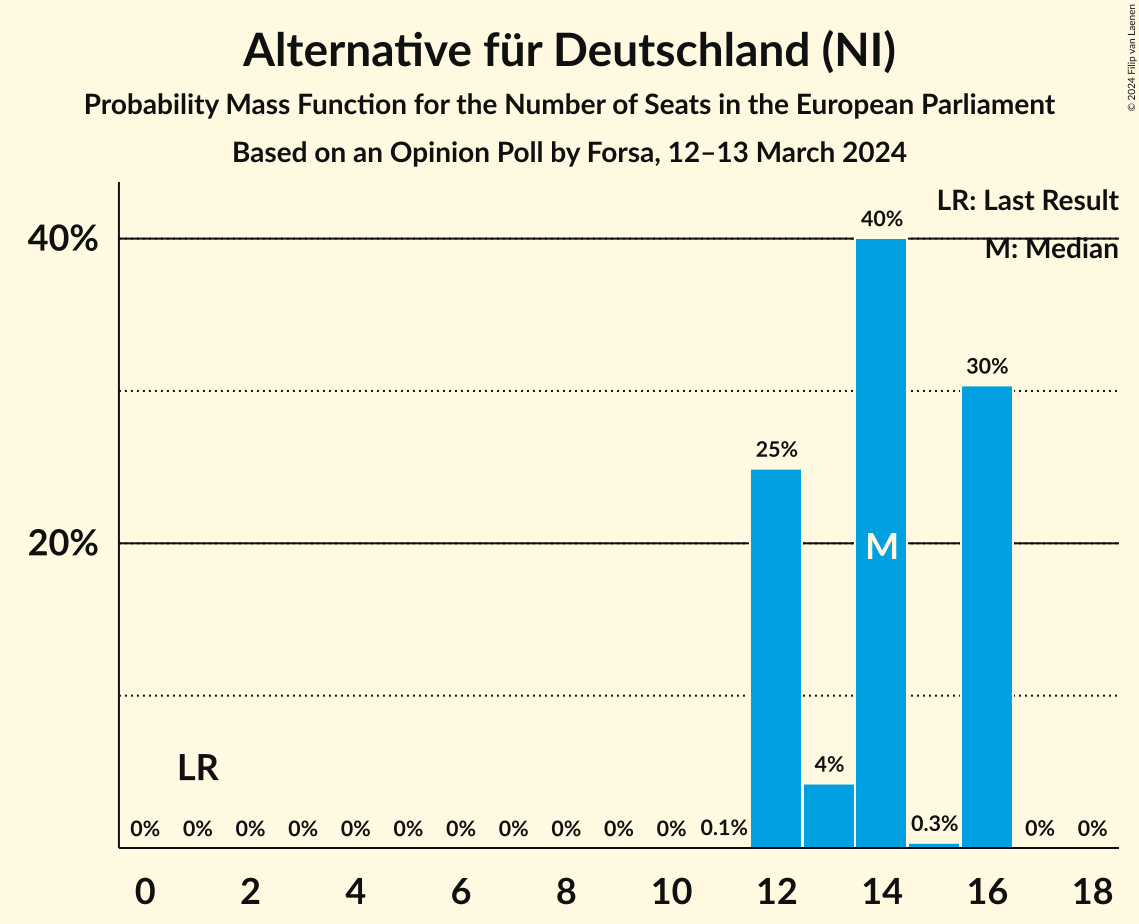 Alternative für Deutschland (NI)
Probability Mass Function for the Number of Seats in the European Parliament
Based on an Opinion Poll by Forsa, 12–13 March 2024
© 2024 Filip van Laenen
LR: Last Result
M: Median
40%
20%
40%
30%
25%
M
4%
LR
0% 0% 0% 0% 0% 0% 0% 0% 0% 0% 0% 0.1% 0.3% 0% 0%
0 2 4 6 8 10 12 14 16 18